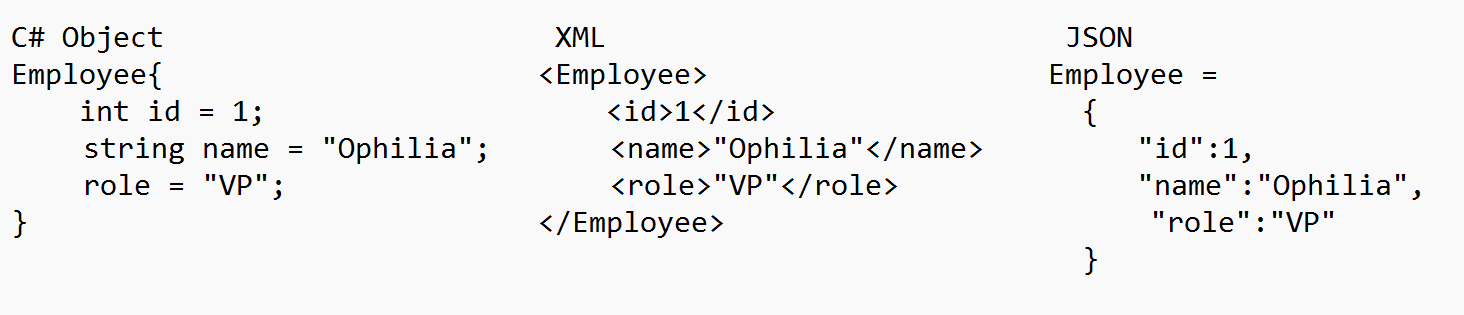 C# Object
Employee{
    int id = 1;
    string name = "Ophilia";
    role = "VP";
}
XML
<Employee>
    <id>1</id>
    <name>"Ophilia"</name>
    <role>"VP"</role>
</Employee>
JSON
Employee =
  {
     "id":1,
     "name":"Ophilia",
      "role":"VP"
  }